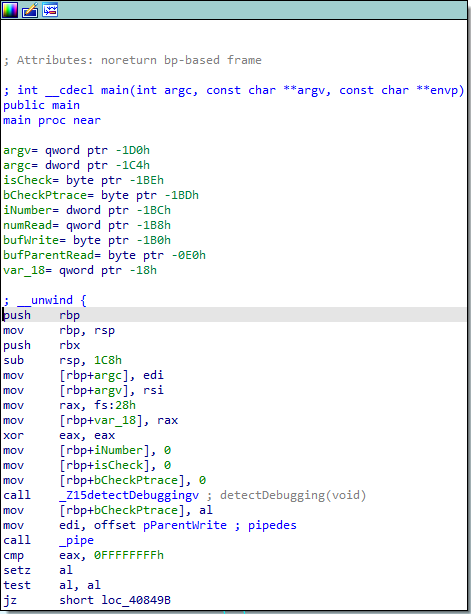 ; Attributes: noreturn bp-based frame
; int __cdecl main(int argc, const char **argv, const char **envp)
public main
main proc near
argv= qword ptr -1D0h
argc= dword ptr -1C4h
isCheck= byte ptr -1BEh
bCheckPtrace= byte ptr -1BDh
iNumber= dword ptr -1BCh
numRead= qword ptr -1B8h
bufWrite= byte ptr -1B0h
bufParentRead= byte ptr -0E0h
var_18= qword ptr -18h
; __unwind {
push rbp
mov rbp, rsp
push rbx
sub rsp, 1C8h
mov [rbp+argc], edi
mov [rbp+argv], rsi
mov rax, fs:28h
mov [rbp+var_18], rax
xor eax, eax
mov [rbp+iNumber], 0
mov [rbp+isCheck], 0
mov [rbp+bCheckPtrace], 0
call _Z15detectDebuggingv ; detectDebugging(void)
mov [rbp+bCheckPtrace], al
mov edi, offset pParentWrite ; pipedes
call _pipe
cmp eax, 0FFFFFFFFh
setz al
test al, al
jz short loc_40849B